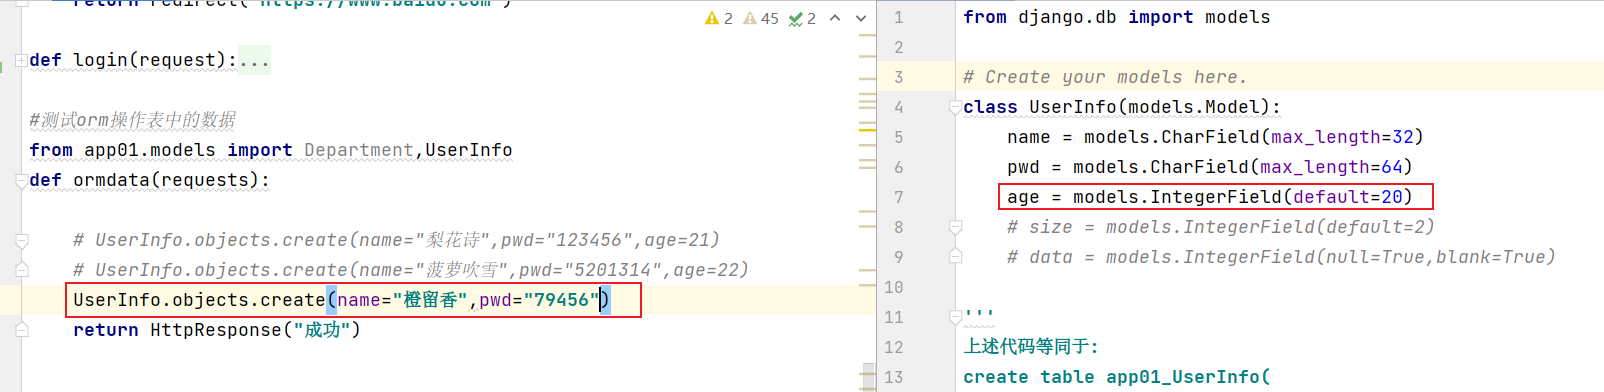 return redirect("https://www.baidu.com")
2 45 2
def login(request):...
#测试orm操作表中的数据
from app01.models import Department,UserInfo
def ormdata(requests):
# UserInfo.objects.create(name="梨花诗",pwd="123456",age=21)
# UserInfo.objects.create(name="菠萝吹雪",pwd="5201314",age=22)
UserInfo.objects.create(name="橙留香",pwd="79456")
return HttpResponse("成功")
1 from django.db import models
2
3 # Create your models here.
4 class UserInfo(models.Model):
5 name = models.CharField(max_length=32)
6 pwd = models.CharField(max_length=64)
7 age = models.IntegerField(default=20)
8 # size = models.IntegerField(default=2)
9 # data = models.IntegerField(null=True,blank=True)
10
11 '''
12 上述代码等同于:
13 create table app01_UserInfo(